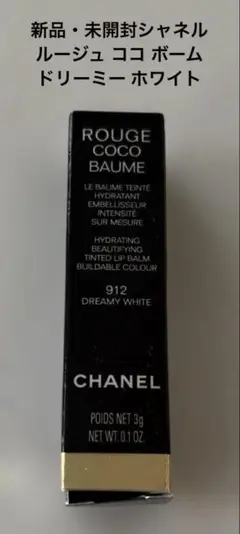 新品・未開封シャネル
ルージュ ココ ボーム
ドリーミー ホワイト
ROUGE
COCO
BAUME
LE BAUME TEINTÉ
HYDRATANT
EMBELLISSEUR
INTENSITÉ
SUR MESURE
HYDRATING
BEAUTIFYING
TINTED LIP BALM
BUILDABLE COLOUR
912
DREAMY WHITE
CHANEL
POIDS NET 3g
NET WT. 0.1 OZ.